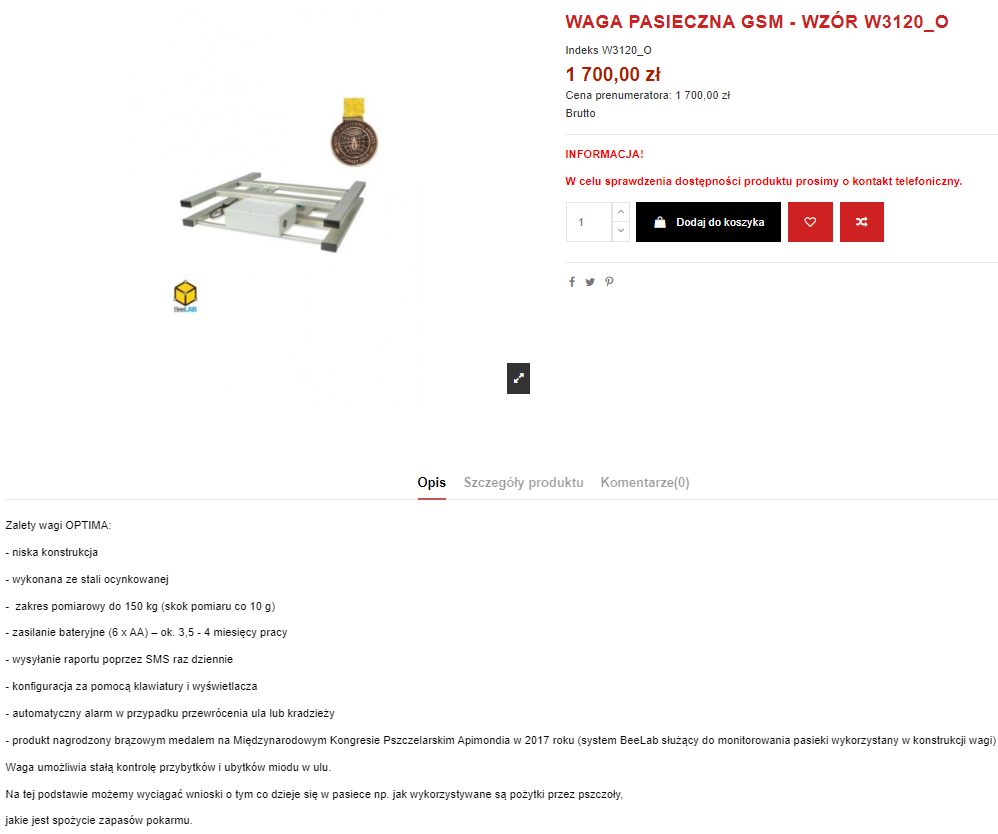 WAGA PASIECZNA GSM - WZÓR W3120_O
Indeks W3120_O
1 700,00 zł
Cena prenumeratora: 1 700,00 zł
Brutto
INFORMACJA!
W celu sprawdzenia dostępności produktu prosimy o kontakt telefoniczny.
1
Dodaj do koszyka
BeeLAB
Opis Szczegóły produktu Komentarze(0)
Zalety wagi OPTIMA:
- niska konstrukcja
- wykonana ze stali ocynkowanej
- zakres pomiarowy do 150 kg (skok pomiaru co 10 g)
- zasilanie bateryjne (6 x AA) – ok. 3,5 - 4 miesięcy pracy
- wysyłanie raportu poprzez SMS raz dziennie
- konfiguracja za pomocą klawiatury i wyświetlacza
- automatyczny alarm w przypadku przewrócenia ula lub kradzieży
- produkt nagrodzony brązowym medalem na Międzynarodowym Kongresie Pszczelarskim Apimondia w 2017 roku (system BeeLab służący do monitorowania pasieki wykorzystany w konstrukcji wagi)
Waga umożliwia stałą kontrolę przybytków i ubytków miodu w ulu.
Na tej podstawie możemy wyciągać wnioski o tym co dzieje się w pasiece np. jak wykorzystywane są pożytki przez pszczoły,
jakie jest spożycie zapasów pokarmu.